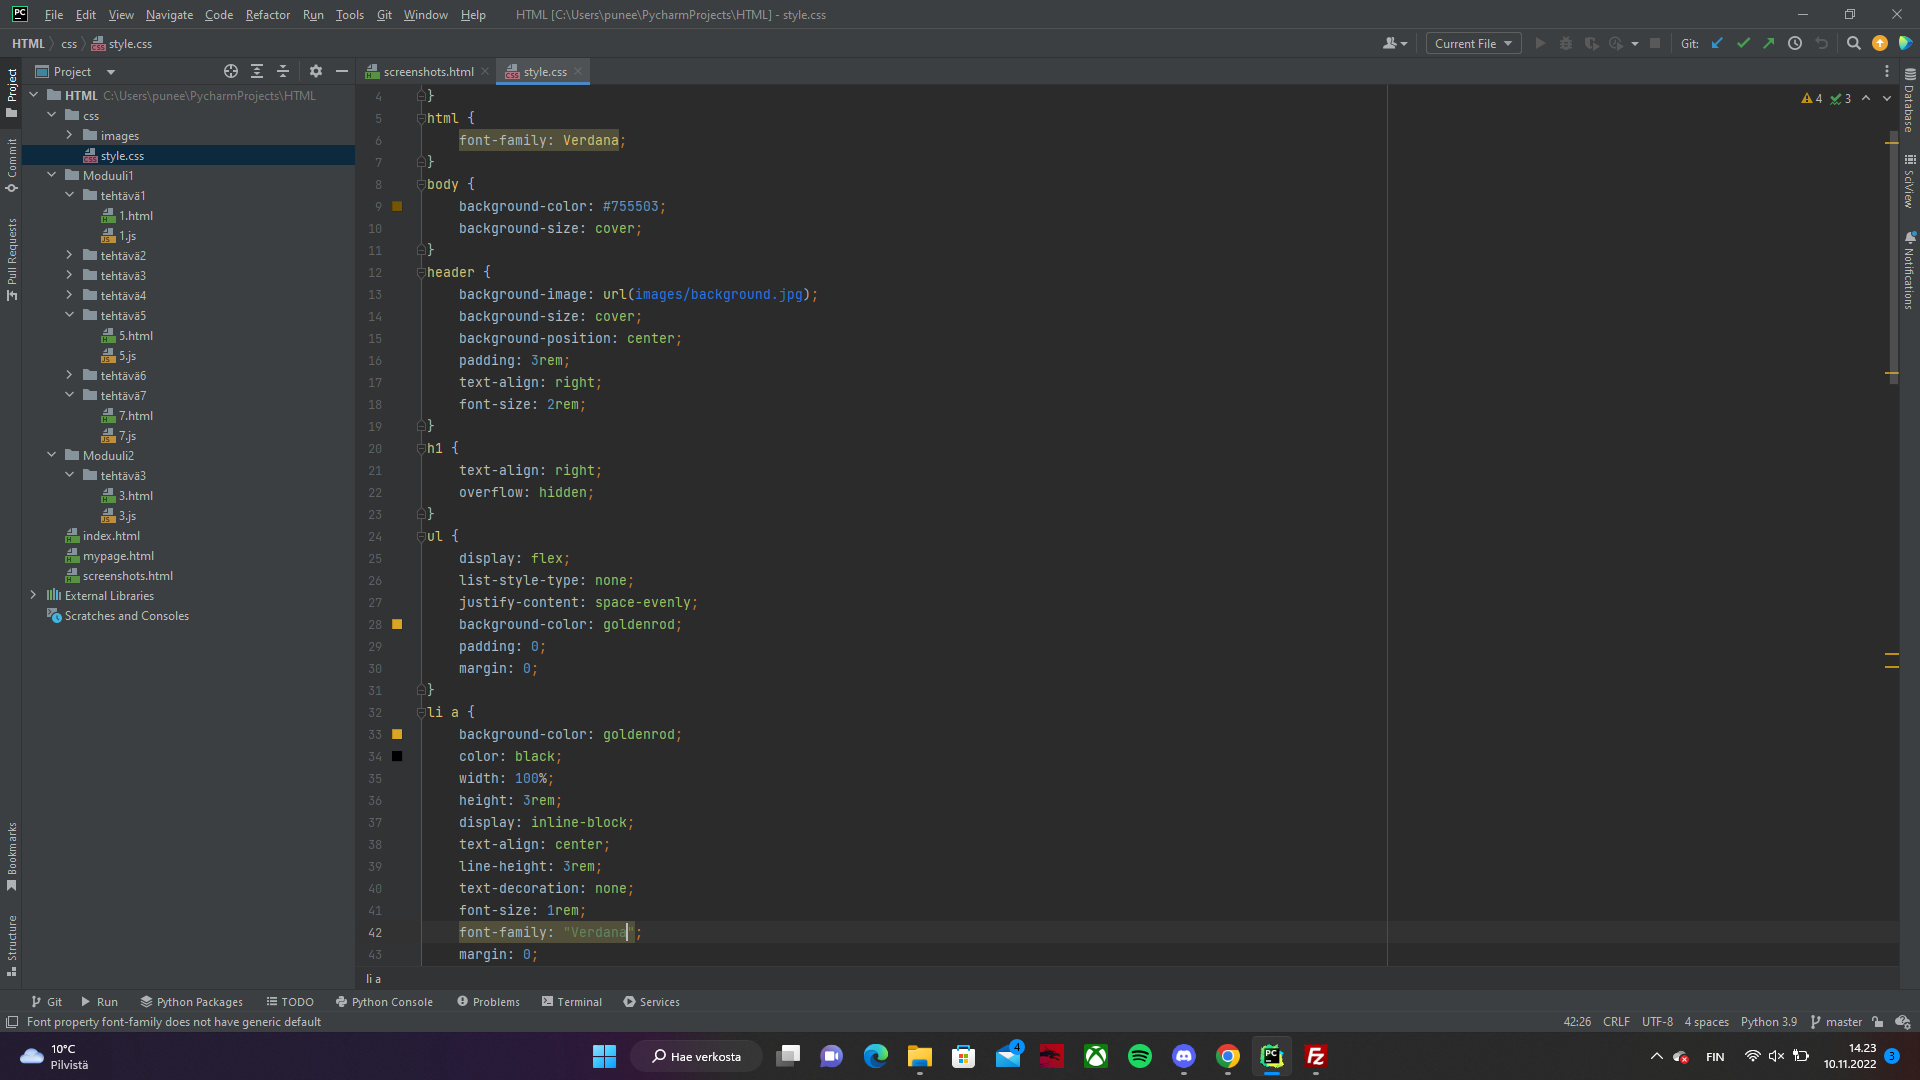 PC File Edit View Navigate Code Refactor Run Tools Git Window Help HTML [C:\Users\punee\PycharmProjects\HTML] - style.css
HTML css style.css
Current File Git:
Project
screenshots.html style.css
HTML C:\Users\punee\PycharmProjects\HTML
css
images
style.css
Moduuli1
tehtävä1
1.html
1.js
tehtävä2
tehtävä3
tehtävä4
tehtävä5
5.html
5.js
tehtävä6
tehtävä7
7.html
7.js
Moduuli2
tehtävä3
3.html
3.js
index.html
mypage.html
screenshots.html
External Libraries
Scratches and Consoles
Project
Commit
Pull Requests
Bookmarks
Structure
4 }
5 html {
6 font-family: Verdana;
7 }
8 body {
9 background-color: #755503;
10 background-size: cover;
11 }
12 header {
13 background-image: url(images/background.jpg);
14 background-size: cover;
15 background-position: center;
16 padding: 3rem;
17 text-align: right;
18 font-size: 2rem;
19 }
20 h1 {
21 text-align: right;
22 overflow: hidden;
23 }
24 ul {
25 display: flex;
26 list-style-type: none;
27 justify-content: space-evenly;
28 background-color: goldenrod;
29 padding: 0;
30 margin: 0;
31 }
32 li a {
33 background-color: goldenrod;
34 color: black;
35 width: 100%;
36 height: 3rem;
37 display: inline-block;
38 text-align: center;
39 line-height: 3rem;
40 text-decoration: none;
41 font-size: 1rem;
42 font-family: "Verdana";
43 margin: 0;
4 3
Database
SciView
Notifications
li a
Git Run Python Packages TODO Python Console Problems Terminal Services
Font property font-family does not have generic default
42:26 CRLF UTF-8 4 spaces Python 3.9 master
10°C
Pilvistä
Hae verkosta
4
PC
Fz
FIN
14.23
10.11.2022
3